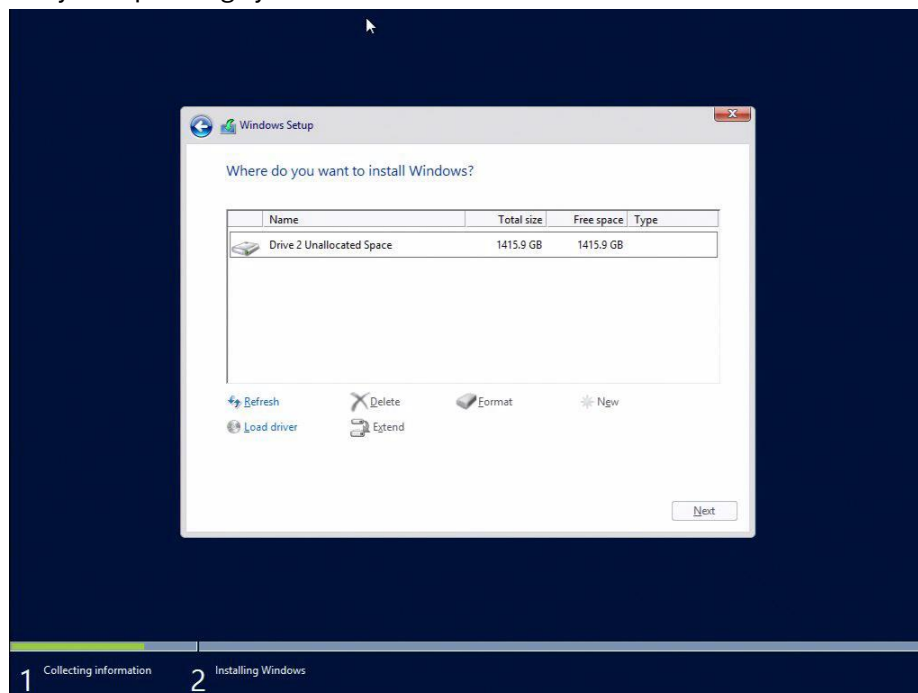 Windows Setup
Where do you want to install Windows?
Name Total size Free space Type
Drive 2 Unallocated Space 1415.9 GB 1415.9 GB
Refresh Delete Format New
Load driver Extend
Next
1 Collecting information 2 Installing Windows